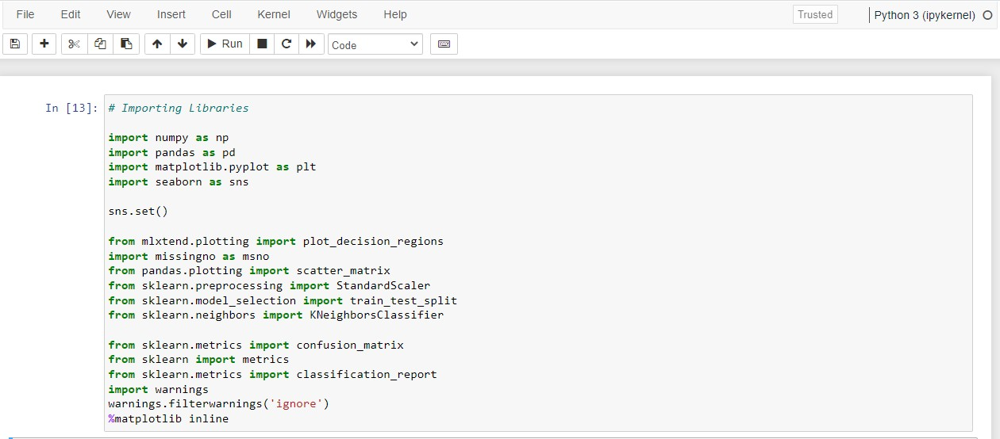 File Edit View Insert Cell Kernel Widgets Help Trusted Python 3 (ipykernel)
Run Code
In [13]: # Importing Libraries
import numpy as np
import pandas as pd
import matplotlib.pyplot as plt
import seaborn as sns
sns.set()
from mlxtend.plotting import plot_decision_regions
import missingno as msno
from pandas.plotting import scatter_matrix
from sklearn.preprocessing import StandardScaler
from sklearn.model_selection import train_test_split
from sklearn.neighbors import KNeighborsClassifier
from sklearn.metrics import confusion_matrix
from sklearn import metrics
from sklearn.metrics import classification_report
import warnings
warnings.filterwarnings('ignore')
%matplotlib inline